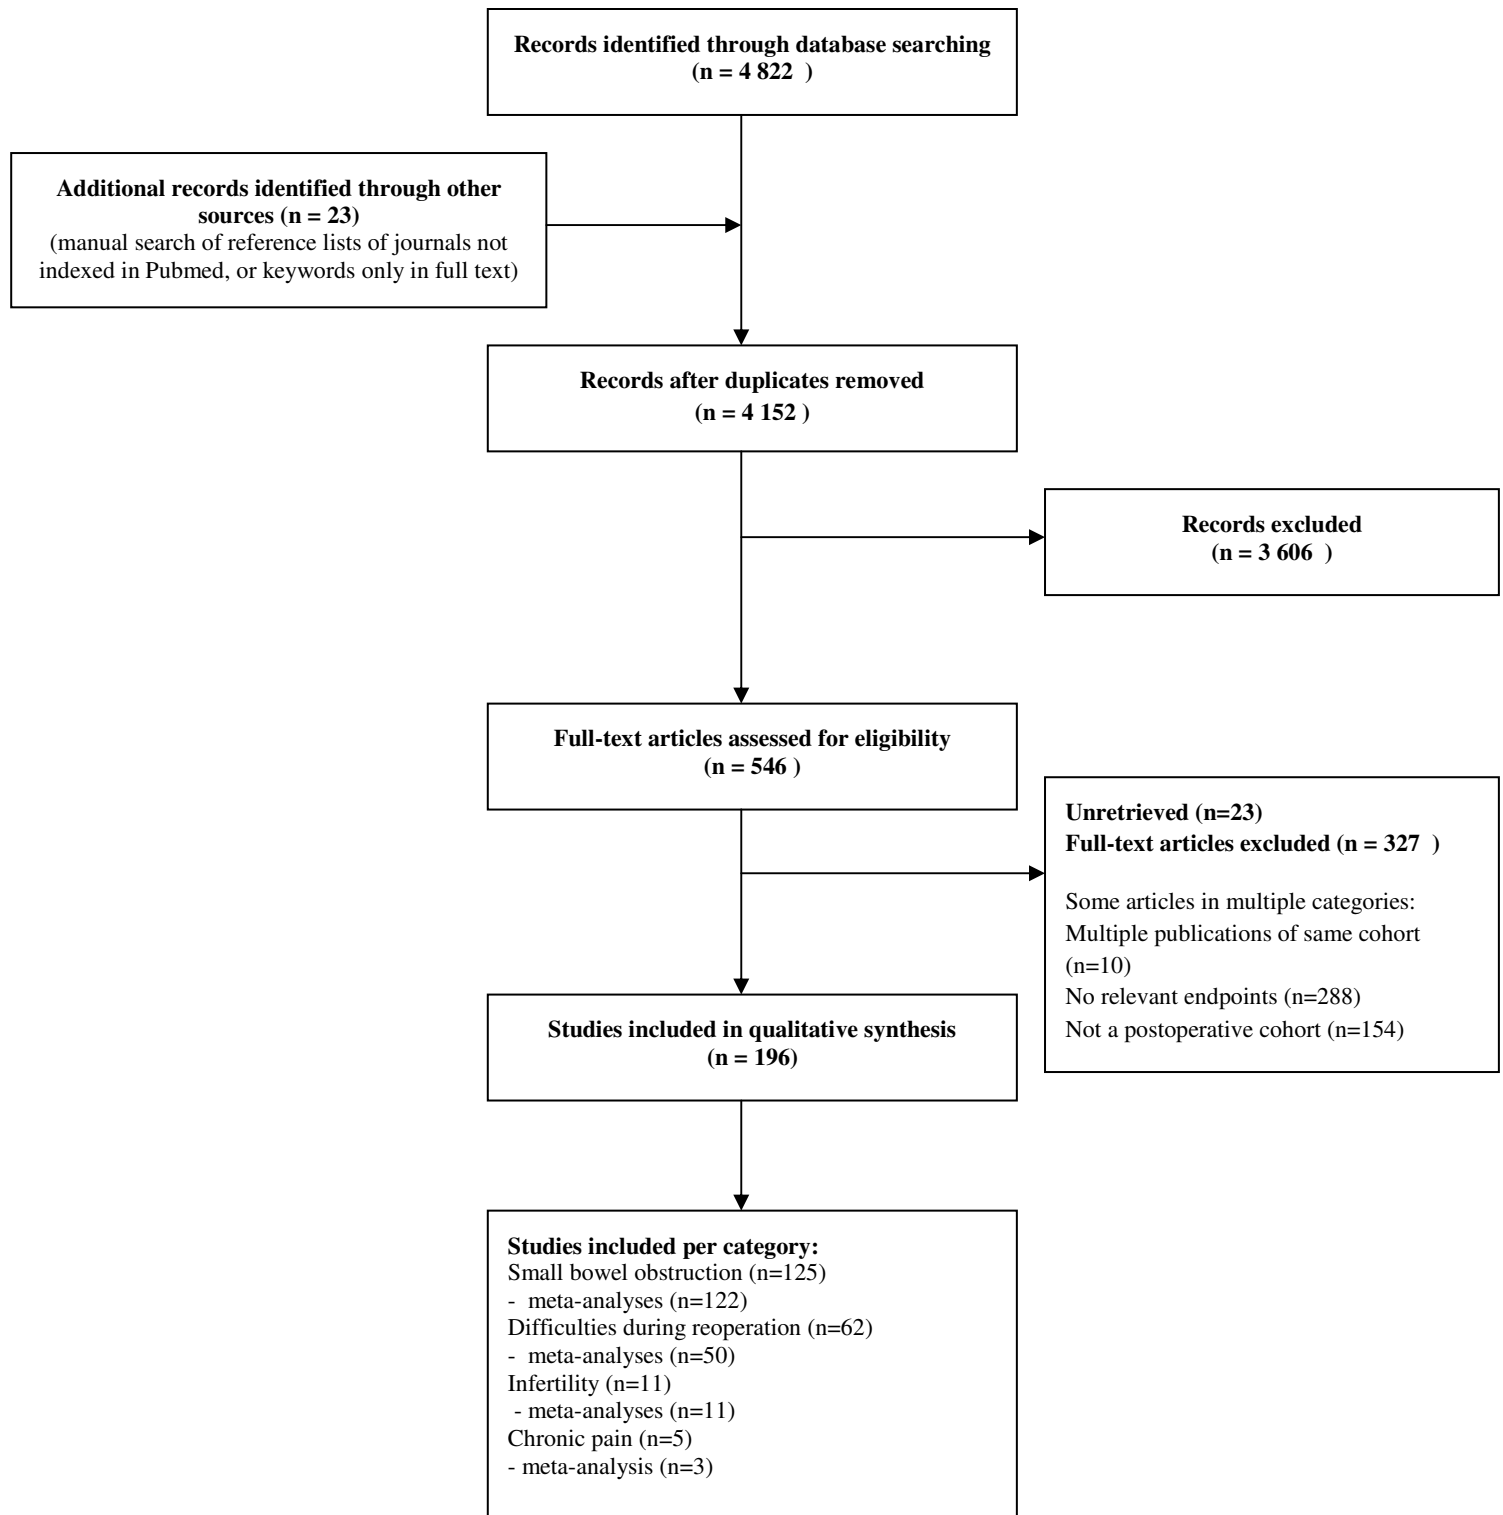 Records identified through database searching
(n = 4 822 )
Additional records identified through other
sources (n = 23)
(manual search of reference lists of journals not
indexed in Pubmed, or keywords only in full text)
Records after duplicates removed
(n = 4 152 )
Records excluded
(n = 3 606 )
Full-text articles assessed for eligibility
(n = 546 )
Unretrieved (n=23)
Full-text articles excluded (n = 327 )
Some articles in multiple categories:
Multiple publications of same cohort
(n=10)
No relevant endpoints (n=288)
Not a postoperative cohort (n=154)
Studies included in qualitative synthesis
(n = 196)
Studies included per category:
Small bowel obstruction (n=125)
- meta-analyses (n=122)
Difficulties during reoperation (n=62)
- meta-analyses (n=50)
Infertility (n=11)
- meta-analyses (n=11)
Chronic pain (n=5)
- meta-analysis (n=3)